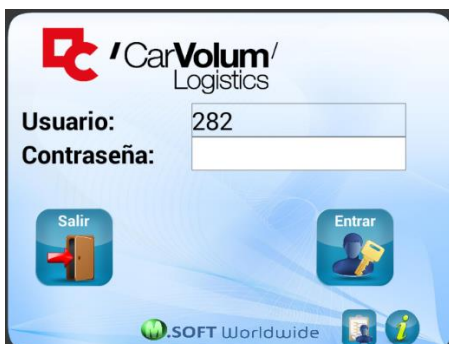 'CarVolum'
Logistics
Usuario: 282
Contraseña:
Salir
Entrar
M.SOFT Worldwide
i